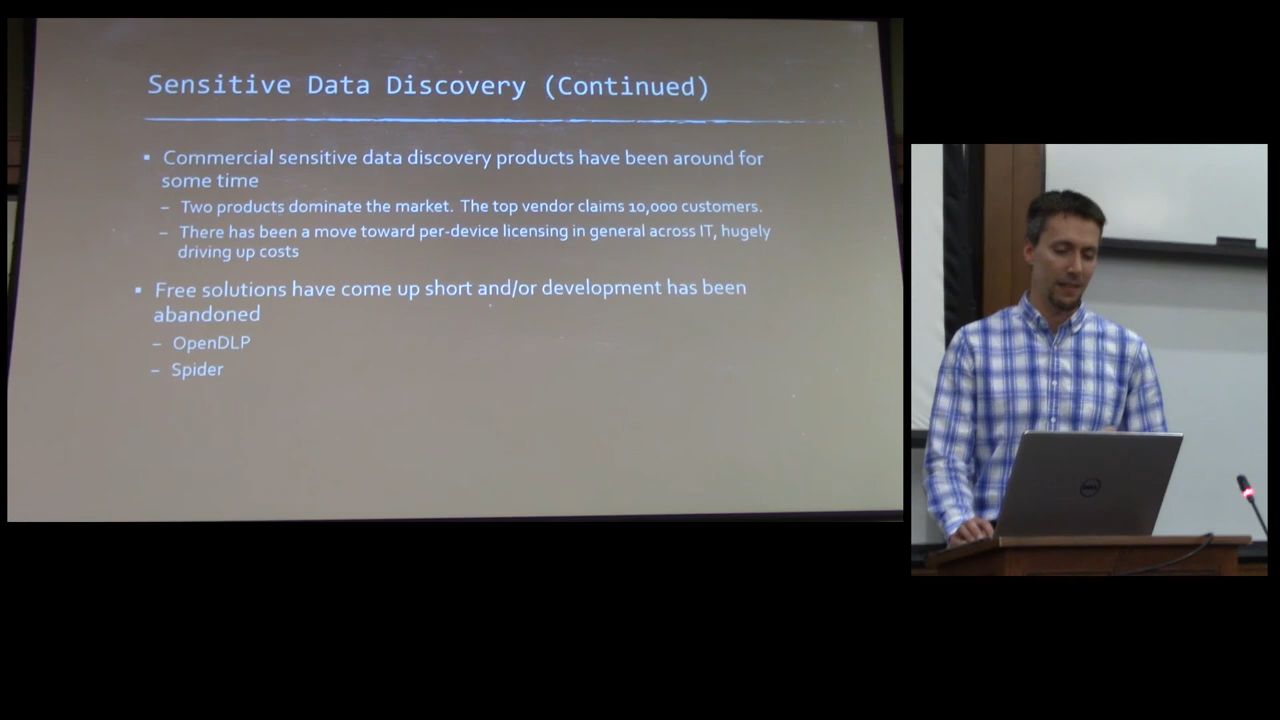 Sensitive Data Discovery (Continued)
▪ Commercial sensitive data discovery products have been around for
some time
– Two products dominate the market. The top vendor claims 10,000 customers.
– There has been a move toward per-device licensing in general across IT, hugely
driving up costs
▪ Free solutions have come up short and/or development has been
abandoned
– OpenDLP
– Spider
DELL